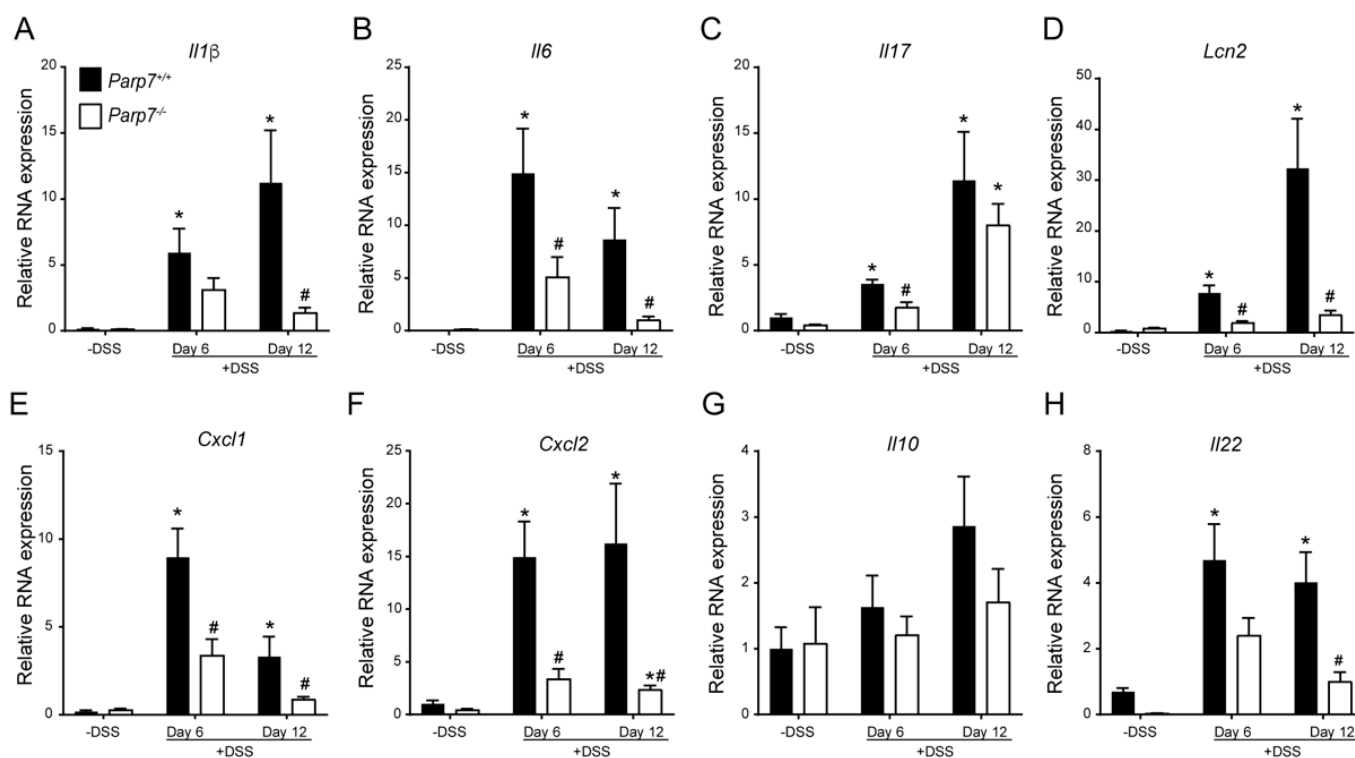 A
Il1β
Parp7+/+
Parp7-/-
Relative RNA expression
20
15
10
5
0
*
*
#
-DSS
Day 6
Day 12
+DSS
B
Il6
Relative RNA expression
25
20
15
10
5
0
*
#
*
#
-DSS
Day 6
Day 12
+DSS
C
Il17
Relative RNA expression
20
15
10
5
0
*
#
*
*
-DSS
Day 6
Day 12
+DSS
D
Lcn2
Relative RNA expression
50
40
30
20
10
0
*
#
*
#
-DSS
Day 6
Day 12
+DSS
E
Cxcl1
Relative RNA expression
15
10
5
0
*
#
*
#
-DSS
Day 6
Day 12
+DSS
F
Cxcl2
Relative RNA expression
25
20
15
10
5
0
*
#
*
*#
-DSS
Day 6
Day 12
+DSS
G
Il10
Relative RNA expression
4
3
2
1
0
-DSS
Day 6
Day 12
+DSS
H
Il22
Relative RNA expression
8
6
4
2
0
*
*
#
-DSS
Day 6
Day 12
+DSS